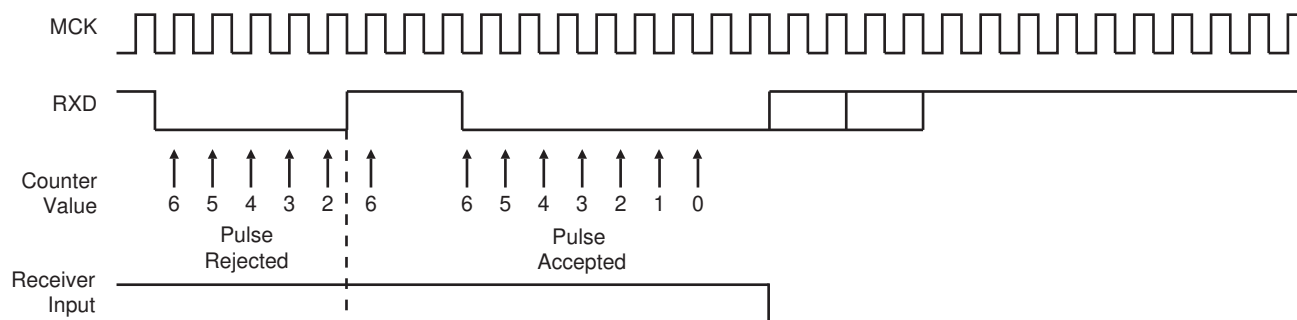 MCK
RXD
Counter
Value
6 5 4 3 2 6 6 5 4 3 2 1 0
Pulse
Rejected
Pulse
Accepted
Receiver
Input